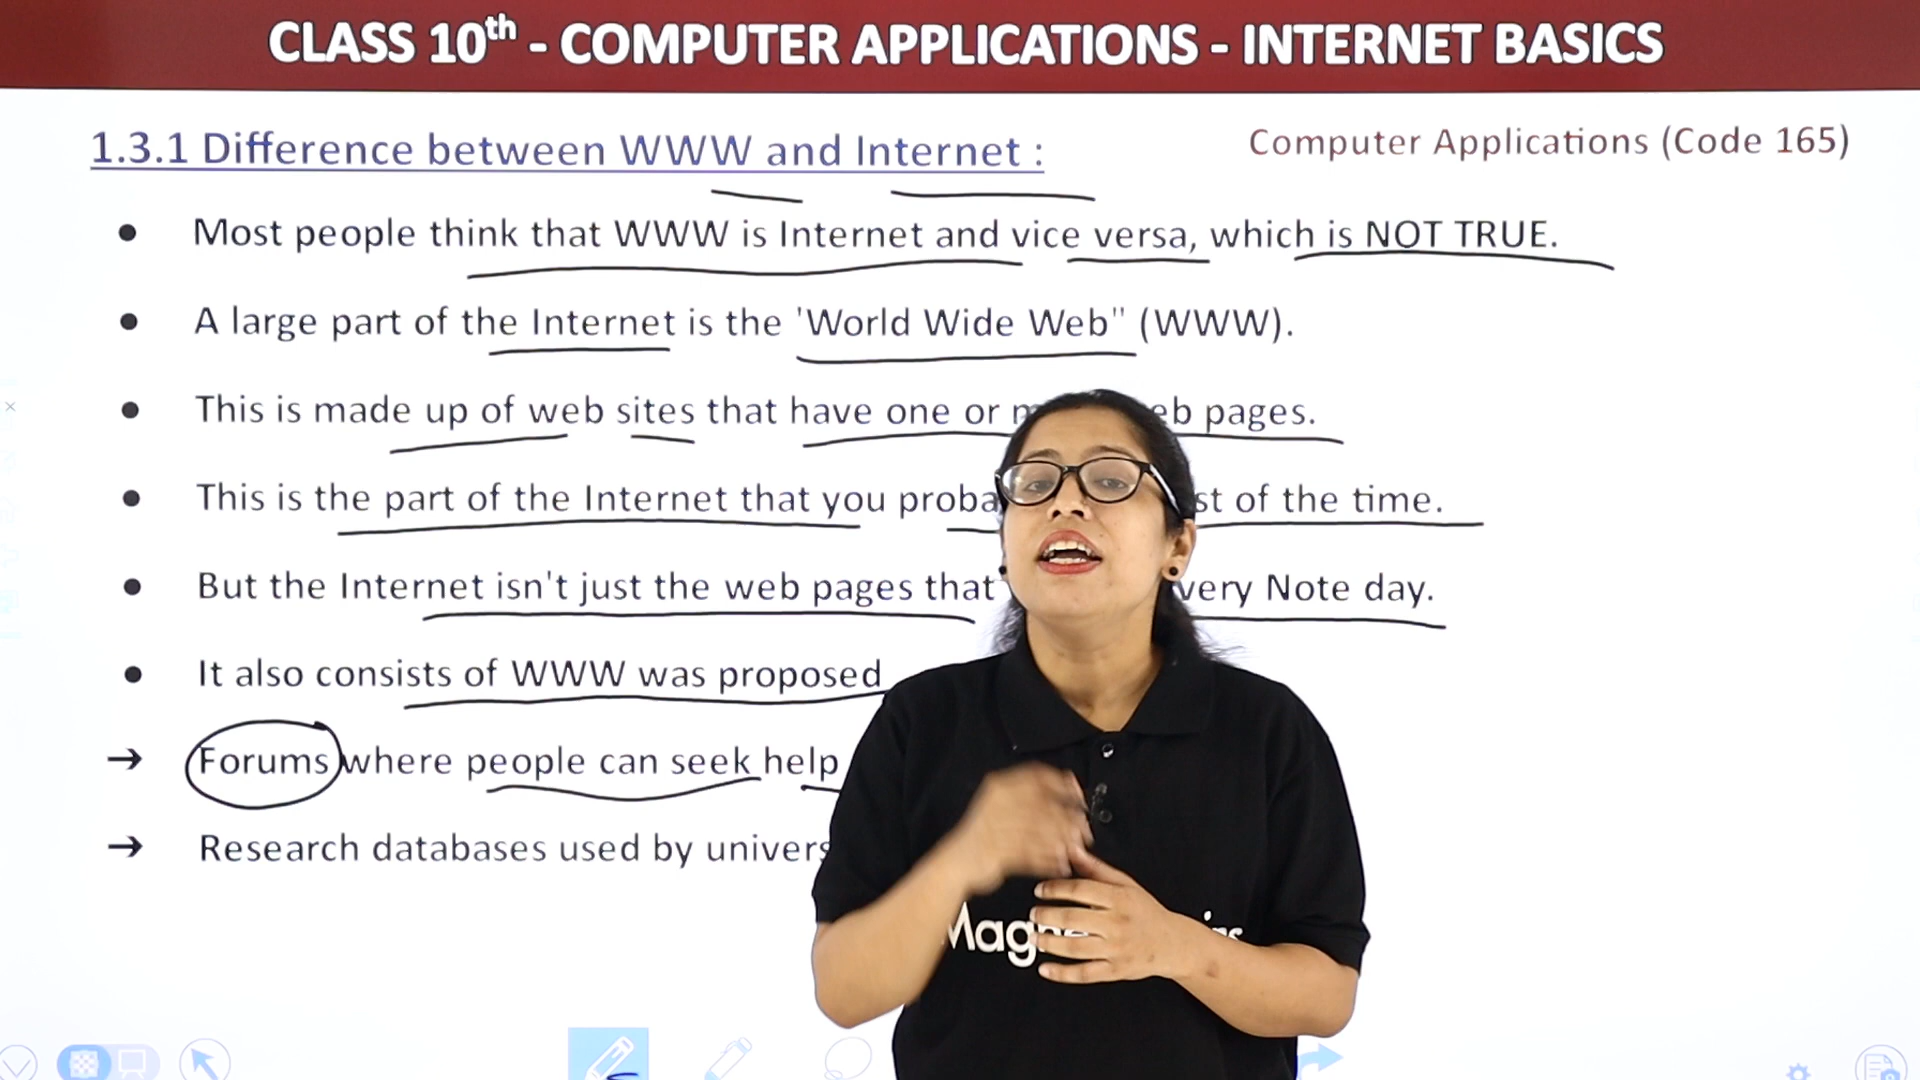 CLASS 10th - COMPUTER APPLICATIONS - INTERNET BASICS
1.3.1 Difference between WWW and Internet :
Computer Applications (Code 165)
● Most people think that WWW is Internet and vice versa, which is NOT TRUE.
● A large part of the Internet is the 'World Wide Web" (WWW).
● This is made up of web sites that have one or pages.
● This is the part of the Internet that you of the time.
● But the Internet isn't just the web pages that Note day.
● It also consists of WWW was proposed
→ Forums where people can seek help
→ Research databases used by